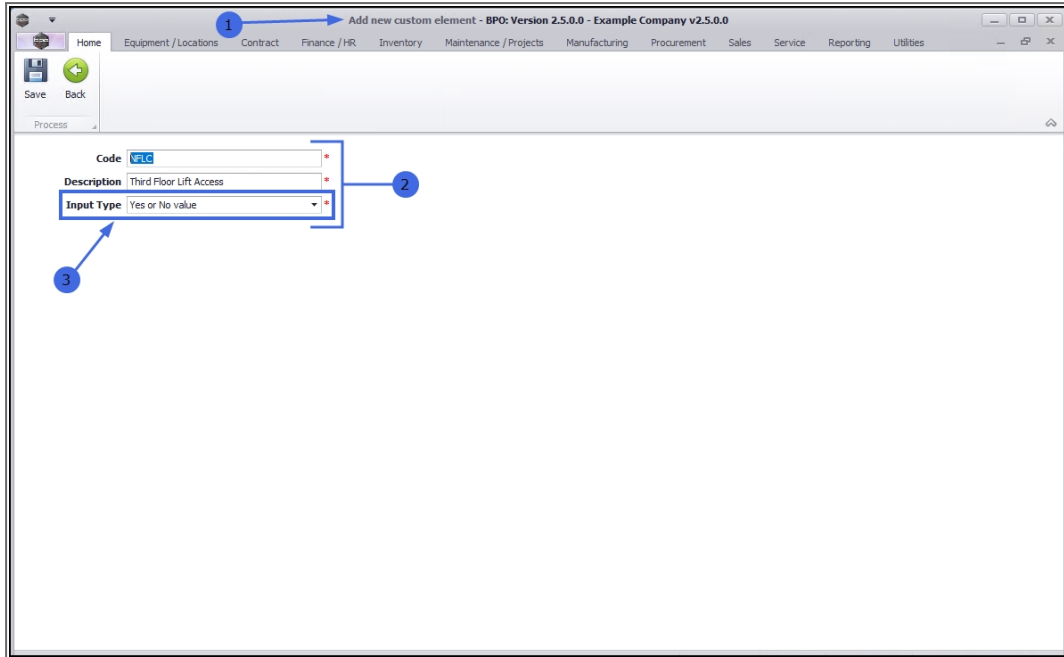 1
Add new custom element - BPO: Version 2.5.0.0 - Example Company v2.5.0.0
Home Equipment / Locations Contract Finance / HR Inventory Maintenance / Projects Manufacturing Procurement Sales Service Reporting Utilities
Save Back
Process
Code NFLC *
Description Third Floor Lift Access *
2
Input Type Yes or No value *
3